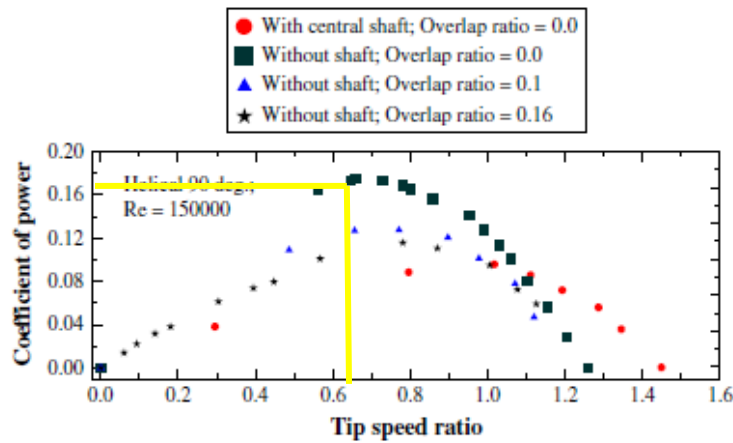 With central shaft; Overlap ratio = 0.0
Without shaft; Overlap ratio = 0.0
Without shaft; Overlap ratio = 0.1
Without shaft; Overlap ratio = 0.16
0.20
0.16
0.12
0.08
0.04
0.00
Coefficient of power
Helical 90 deg.;
Re = 150000
0.0 0.2 0.4 0.6 0.8 1.0 1.2 1.4 1.6
Tip speed ratio